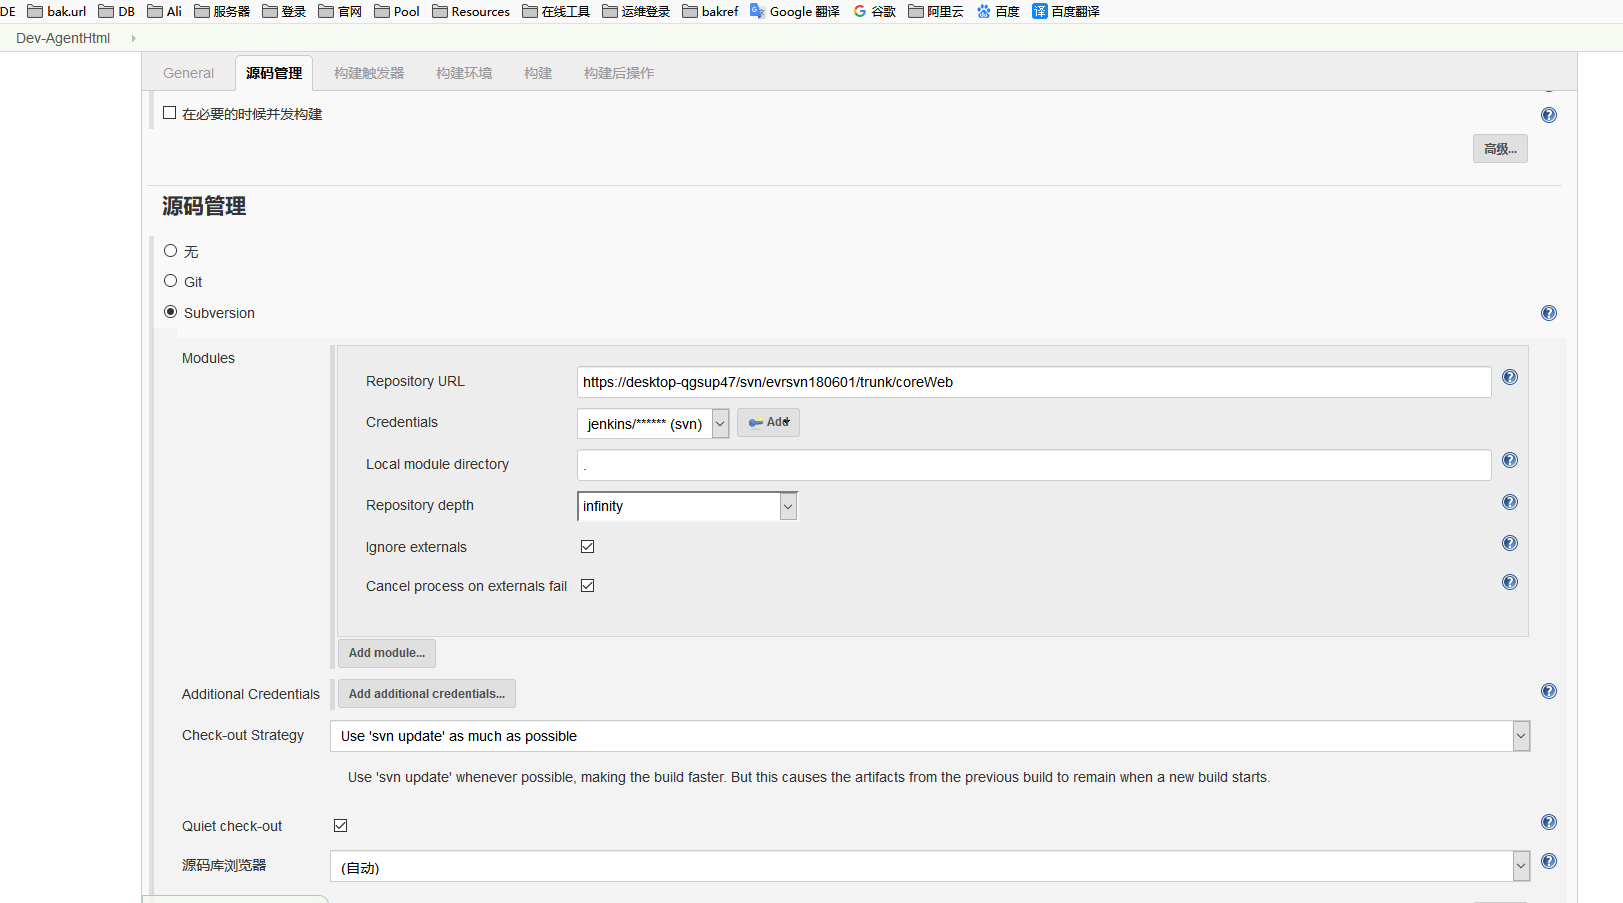 DE bak.url DB Ali 服务器 登录 官网 Pool Resources 在线工具 运维登录 bakref Google 翻译 谷歌 阿里云 百度 译 百度翻译
Dev-AgentHtml
General 源码管理 构建触发器 构建环境 构建 构建后操作
在必要的时候并发构建
高级...
源码管理
无
Git
Subversion
Modules
Repository URL https://desktop-qgsup47/svn/evrsvn180601/trunk/coreWeb
Credentials jenkins/****** (svn) Add
Local module directory .
Repository depth infinity
Ignore externals
Cancel process on externals fail
Add module...
Additional Credentials Add additional credentials...
Check-out Strategy Use 'svn update' as much as possible
Use 'svn update' whenever possible, making the build faster. But this causes the artifacts from the previous build to remain when a new build starts.
Quiet check-out
源码库浏览器 (自动)